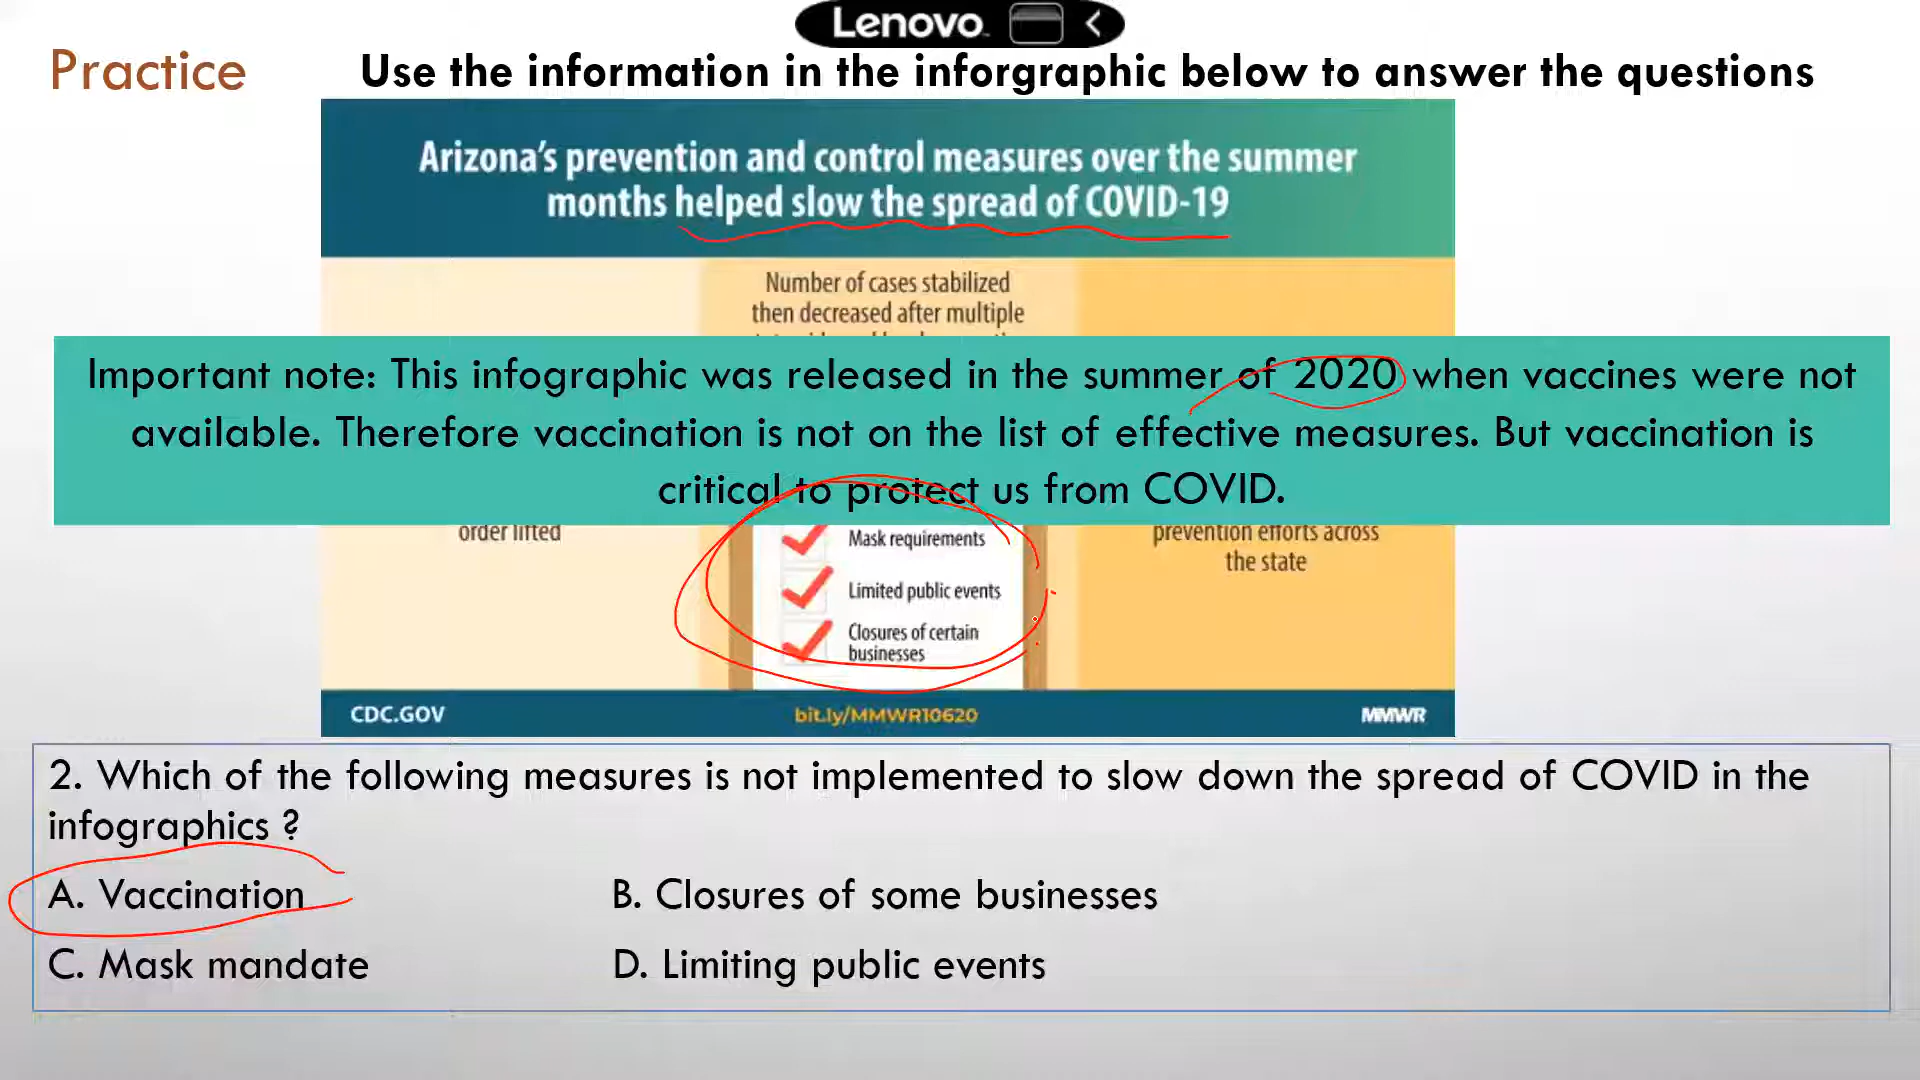 Lenovo
Practice
Use the information in the inforgraphic below to answer the questions
Arizona's prevention and control measures over the summer
months helped slow the spread of COVID-19
Number of cases stabilized
then decreased after multiple
Important note: This infographic was released in the summer of 2020 when vaccines were not
available. Therefore vaccination is not on the list of effective measures. But vaccination is
critical to protect us from COVID.
order lifted
Mask requirements
Limited public events
Closures of certain
businesses
prevention efforts across
the state
CDC.GOV
bit.ly/MMWR10620
MMWR
2. Which of the following measures is not implemented to slow down the spread of COVID in the
infographics ?
A. Vaccination
B. Closures of some businesses
C. Mask mandate
D. Limiting public events